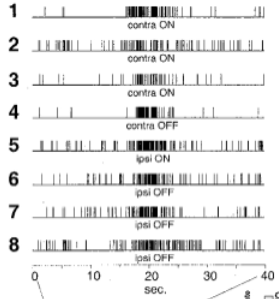 1
contra ON
2
contra ON
3
contra ON
4
contra OFF
5
ipsi ON
6
ipsi OFF
7
ipsi OFF
8
ipsi OFF
0 10 20 30 40
sec.